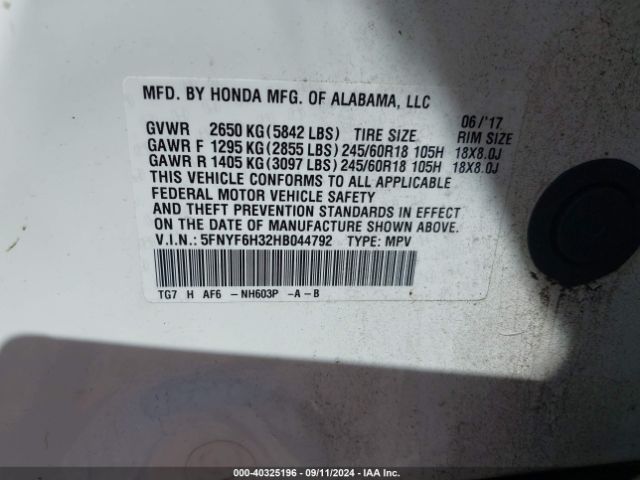 MFD. BY HONDA MFG. OF ALABAMA, LLC
06/'17
GVWR 2650 KG(5842 LBS) TIRE SIZE RIM SIZE
GAWR F 1295 KG(2855 LBS) 245/60R18 105H 18X8.0J
GAWR R 1405 KG(3097 LBS) 245/60R18 105H 18X8.0J
THIS VEHICLE CONFORMS TO ALL APPLICABLE
FEDERAL MOTOR VEHICLE SAFETY
AND THEFT PREVENTION STANDARDS IN EFFECT
ON THE DATE OF MANUFACTURE SHOWN ABOVE.
V.I.N.: 5FNYF6H32HB044792 TYPE: MPV
TG7 H AF6 -NH603P -A-B
000-40325196 - 09/11/2024 - IAA Inc.